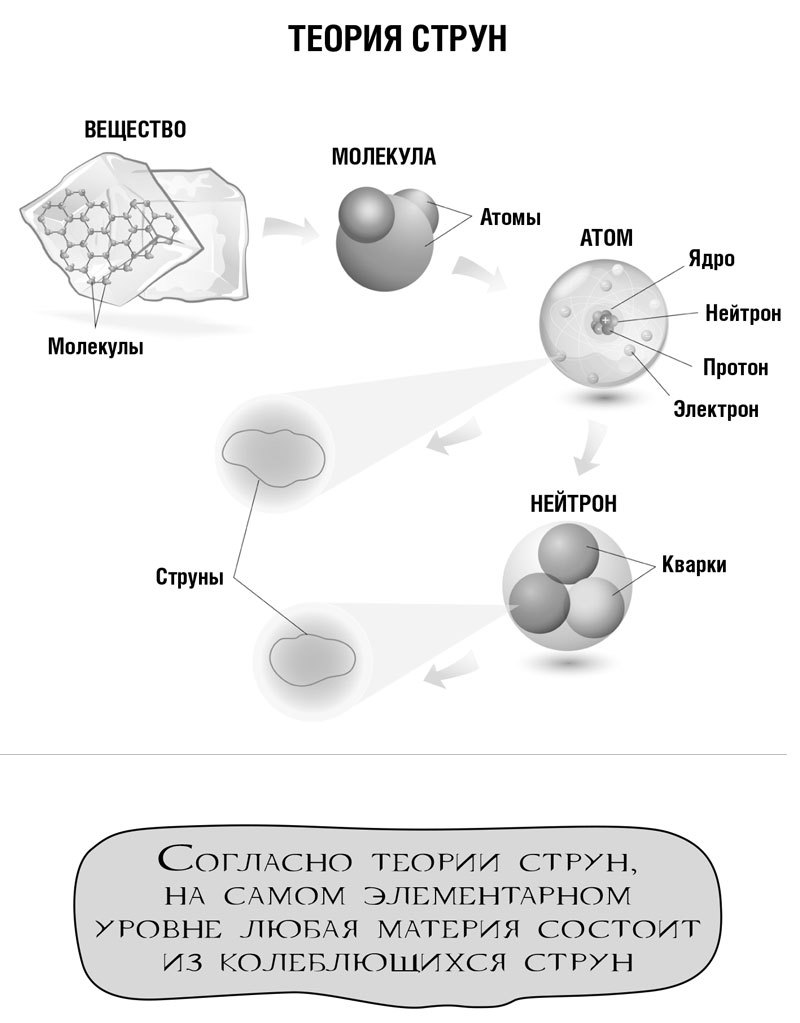 ТЕОРИЯ СТРУН
ВЕЩЕСТВО
МОЛЕКУЛА
Атомы
АТОМ
Ядро
Нейтрон
Протон
Электрон
Молекулы
НЕЙТРОН
Кварки
Струны
+
Согласно теории струн,
на самом элементарном
уровне любая материя состоит
из колеблющихся струн